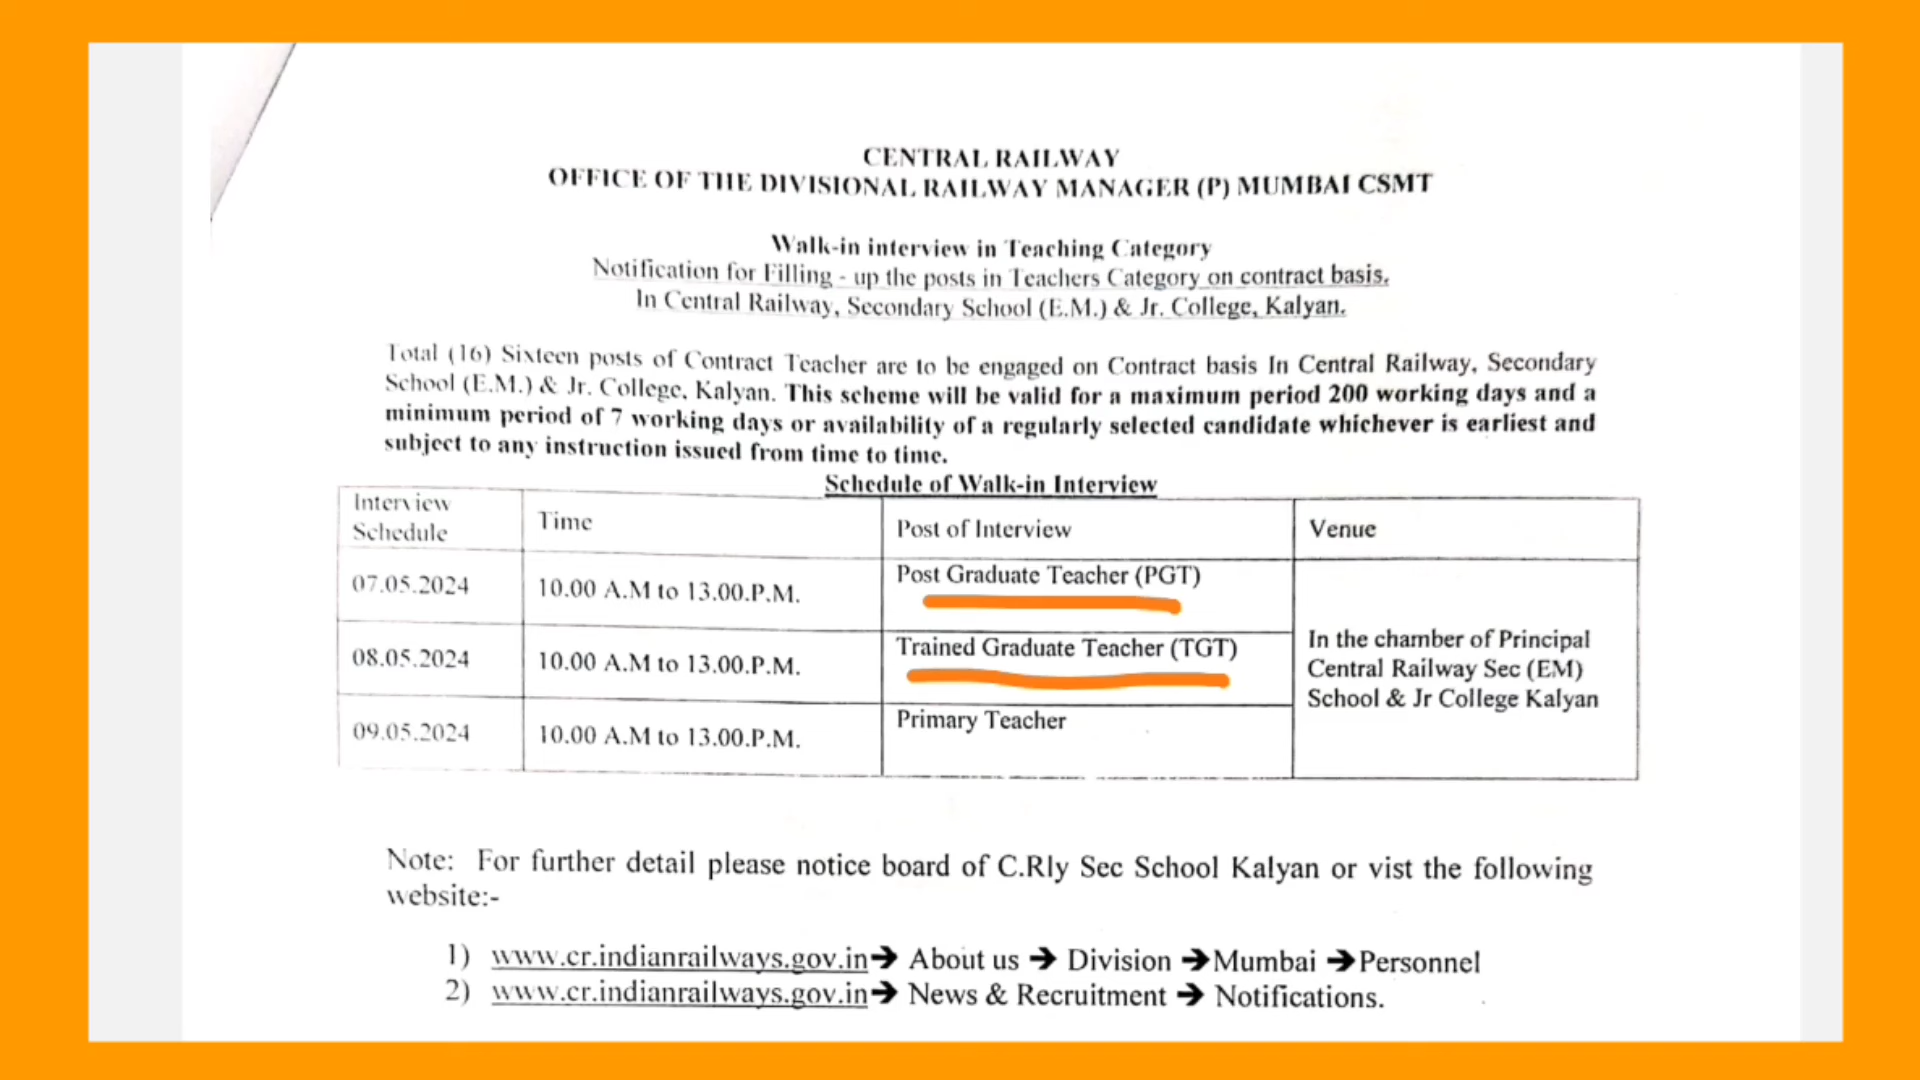 CENTRAL RAILWAY
OFFICE OF THE DIVISIONAL RAILWAY MANAGER (P) MUMBAI CSMT
Walk-in interview in Teaching Category
Notification for Filling - up the posts in Teachers Category on contract basis.
In Central Railway, Secondary School (E.M.) & Jr. College, Kalyan.
Total (16) Sixteen posts of Contract Teacher are to be engaged on Contract basis In Central Railway, Secondary
School (E.M.) & Jr. College, Kalyan. This scheme will be valid for a maximum period 200 working days and a
minimum period of 7 working days or availability of a regularly selected candidate whichever is earliest and
subject to any instruction issued from time to time.
Schedule of Walk-in Interview
Interview Schedule Time Post of Interview Venue
07.05.2024 10.00 A.M to 13.00.P.M. Post Graduate Teacher (PGT)
08.05.2024 10.00 A.M to 13.00.P.M. Trained Graduate Teacher (TGT)
09.05.2024 10.00 A.M to 13.00.P.M. Primary Teacher
In the chamber of Principal
Central Railway Sec (EM)
School & Jr College Kalyan
Note: For further detail please notice board of C.Rly Sec School Kalyan or vist the following
website:-
1) www.cr.indianrailways.gov.in➔ About us ➔ Division ➔Mumbai ➔Personnel
2) www.cr.indianrailways.gov.in➔ News & Recruitment ➔ Notifications.